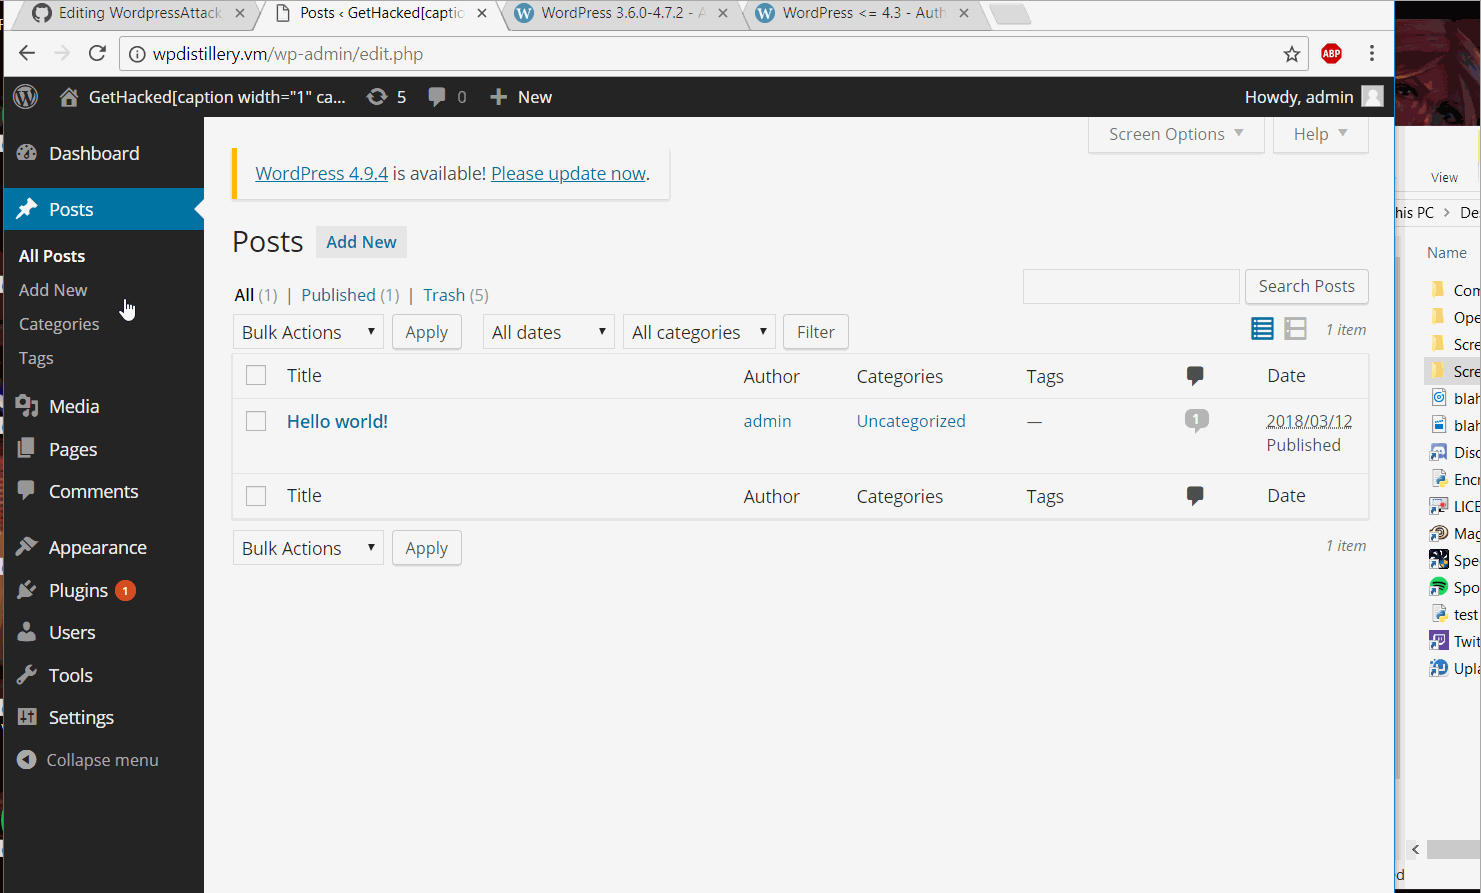 Editing WordpressAttack
Posts ‹ GetHacked[captio
WordPress 3.6.0-4.7.2 - A
WordPress <= 4.3 - Auth
wpdistillery.vm/wp-admin/edit.php
ABP
GetHacked[caption width="1" ca... 5 0 New
Howdy, admin
Screen Options Help
Dashboard
Posts
All Posts
Add New
Categories
Tags
Media
Pages
Comments
Appearance
Plugins 1
Users
Tools
Settings
Collapse menu
WordPress 4.9.4 is available! Please update now.
Posts Add New
All (1) | Published (1) | Trash (5)
Search Posts
Bulk Actions Apply All dates All categories Filter
1 item
Title Author Categories Tags Date
Hello world! admin Uncategorized — 1 2018/03/12
Published
Title Author Categories Tags Date
Bulk Actions Apply
1 item
View
his PC > De
Name
Com
Ope
Scre
Scre
blah
blah
Disc
Encr
LICE
Mag
Spe
Spo
test
Twit
Upla